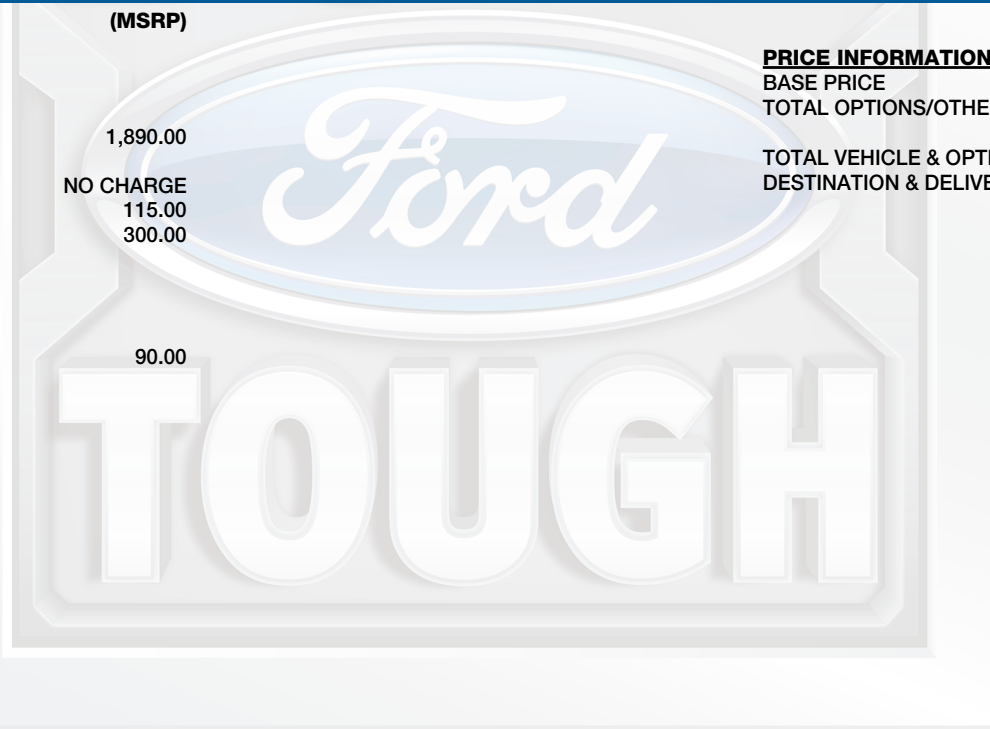 (MSRP)
1,890.00
NO CHARGE
115.00
300.00
90.00
PRICE INFORMATION
BASE PRICE
TOTAL OPTIONS/OTHE
TOTAL VEHICLE & OPTI
DESTINATION & DELIVE
Ford
TOUGH